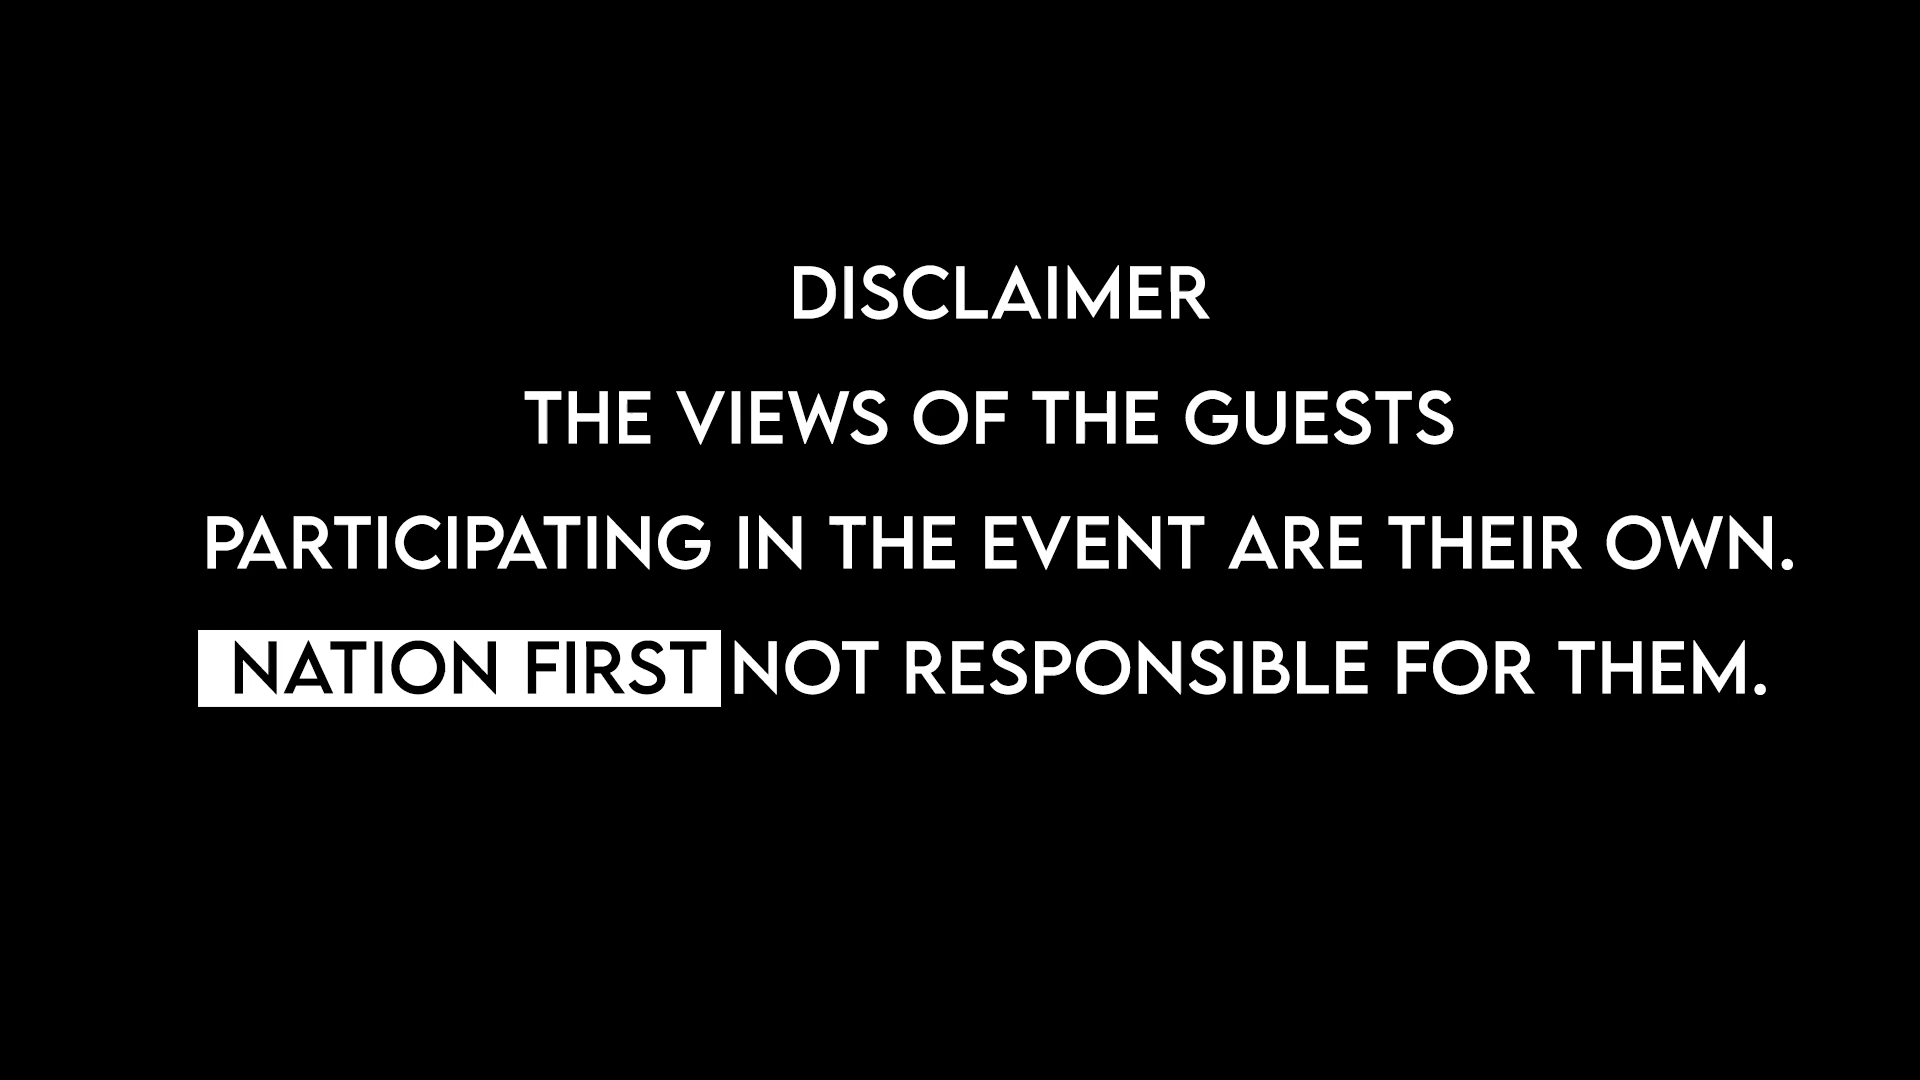 DISCLAIMER
THE VIEWS OF THE GUESTS
PARTICIPATING IN THE EVENT ARE THEIR OWN.
NATION FIRST NOT RESPONSIBLE FOR THEM.